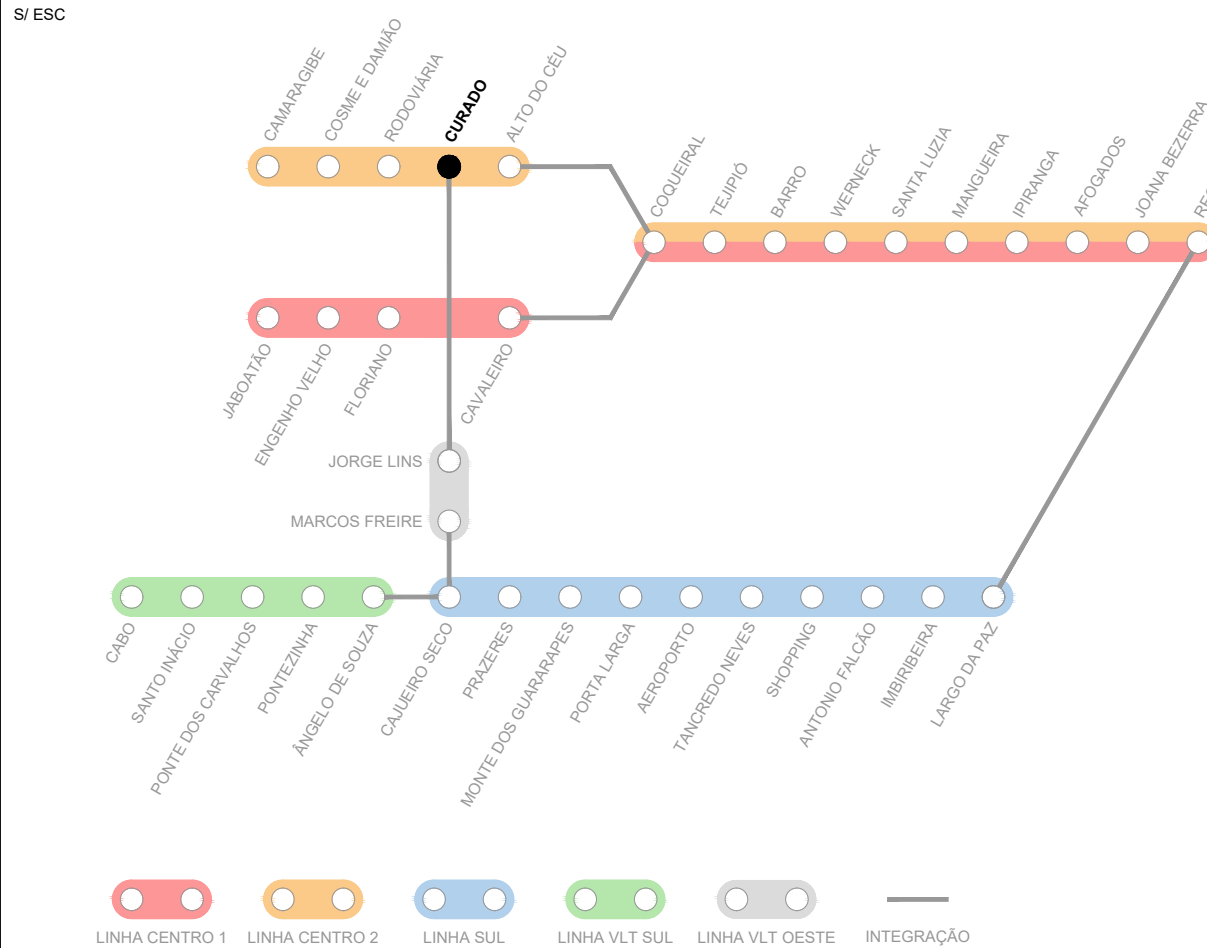 S/ ESC
CAMARAGIBE
COSME E DAMIÃO
RODOVIÁRIA
CURADO
ALTO DO CÉU
COQUEIRAL
TEJIPIÓ
BARRO
WERNECK
SANTA LUZIA
MANGUEIRA
IPIRANGA
AFOGADOS
JOANA BEZERRA
JABOATÃO
ENGENHO VELHO
FLORIANO
CAVALEIRO
JORGE LINS
MARCOS FREIRE
CABO
SANTO INÁCIO
PONTE DOS CARVALHOS
PONTEZINHA
ÂNGELO DE SOUZA
CAJUEIRO SECO
PRAZERES
MONTE DOS GUARARAPES
PORTA LARGA
AEROPORTO
TANCREDO NEVES
SHOPPING
ANTONIO FALCÃO
IMBIRIBEIRA
LARGO DA PAZ
LINHA CENTRO 1
LINHA CENTRO 2
LINHA SUL
LINHA VLT SUL
LINHA VLT OESTE
INTEGRAÇÃO